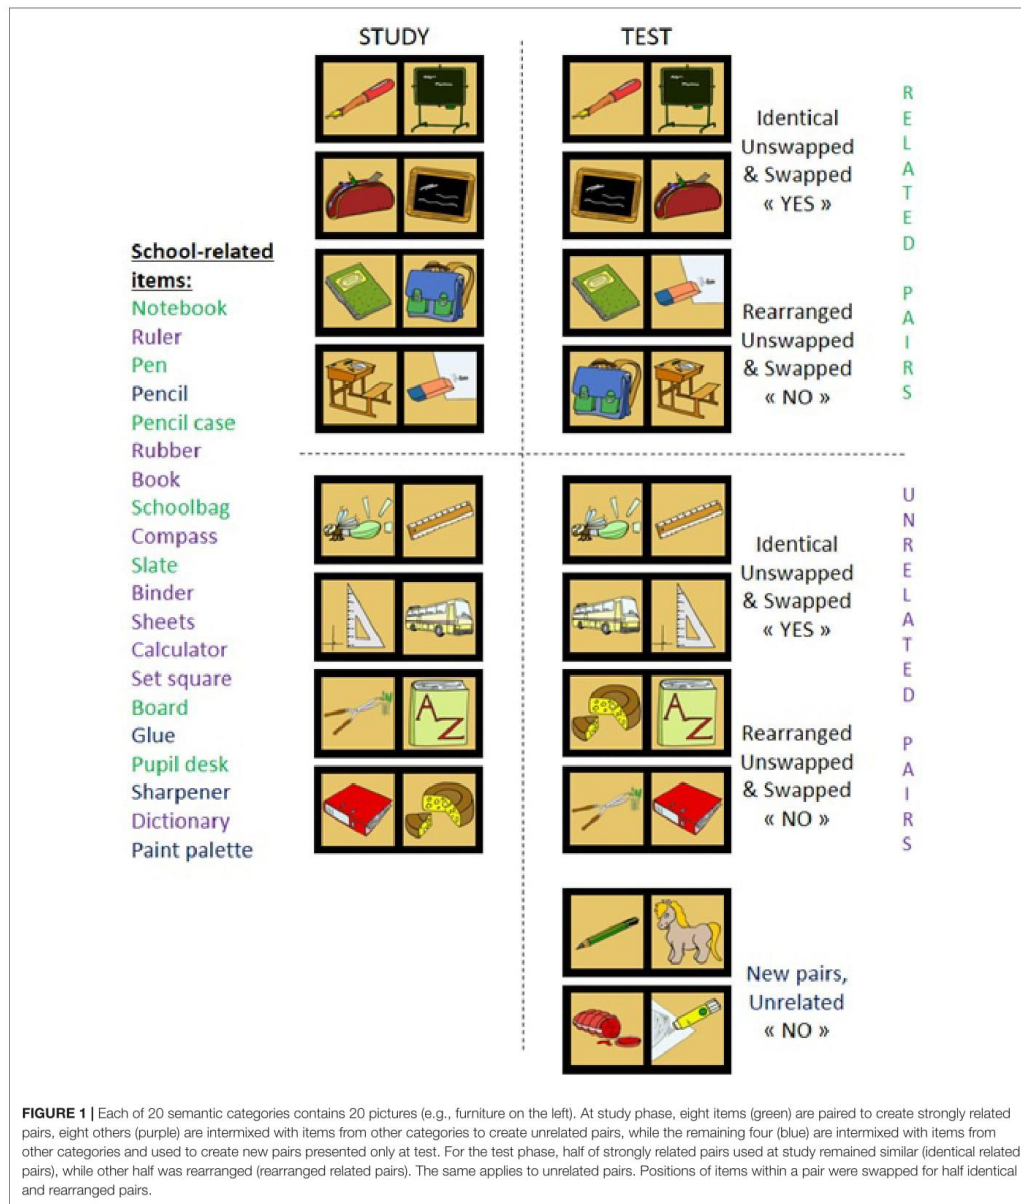 STUDY
TEST
Identical
Unswapped
& Swapped
« YES »
RELATED PAIRS
School-related
items:
Notebook
Ruler
Pen
Pencil
Pencil case
Rubber
Book
Schoolbag
Compass
Slate
Binder
Sheets
Calculator
Set square
Board
Glue
Pupil desk
Sharpener
Dictionary
Paint palette
Rearranged
Unswapped
& Swapped
« NO »
Identical
Unswapped
& Swapped
« YES »
UNRELATED PAIRS
A
Z
A
Z
Rearranged
Unswapped
& Swapped
« NO »
New pairs,
Unrelated
« NO »
FIGURE 1 | Each of 20 semantic categories contains 20 pictures (e.g., furniture on the left). At study phase, eight items (green) are paired to create strongly related
pairs, eight others (purple) are intermixed with items from other categories to create unrelated pairs, while the remaining four (blue) are intermixed with items from
other categories and used to create new pairs presented only at test. For the test phase, half of strongly related pairs used at study remained similar (identical related
pairs), while other half was rearranged (rearranged related pairs). The same applies to unrelated pairs. Positions of items within a pair were swapped for half identical
and rearranged pairs.